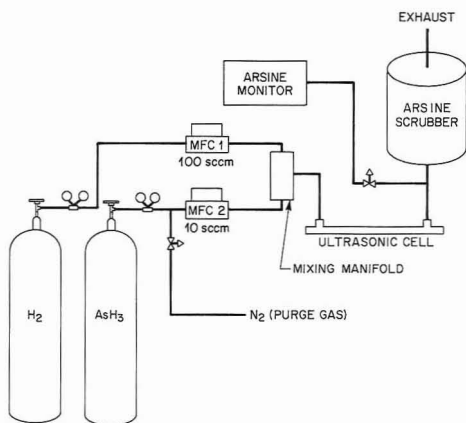 EXHAUST
ARSINE
MONITOR
ARSINE
SCRUBBER
MFC 1
100 sccm
MFC 2
10 sccm
ULTRASONIC CELL
MIXING MANIFOLD
H₂
AsH₃
N₂ (PURGE GAS)